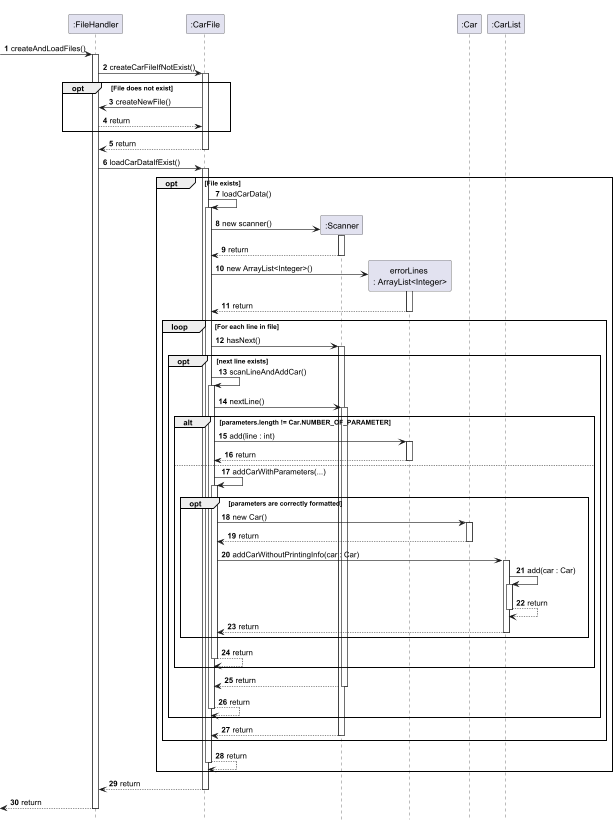 :FileHandler
:CarFile
:Car
:CarList
1 createAndLoadFiles()
2 createCarFileIfNotExist()
opt
[File does not exist]
3 createNewFile()
4 return
5 return
6 loadCarDataIfExist()
opt
[File exists]
7 loadCarData()
8 new scanner()
:Scanner
9 return
10 new ArrayList<Integer>()
errorLines
: ArrayList<Integer>
11 return
loop
[For each line in file]
12 hasNext()
opt
[next line exists]
13 scanLineAndAddCar()
14 nextLine()
alt
[parameters.length != Car.NUMBER_OF_PARAMETER]
15 add(line : int)
16 return
17 addCarWithParameters(...)
opt
[parameters are correctly formatted]
18 new Car()
19 return
20 addCarWithoutPrintingInfo(car : Car)
21 add(car : Car)
22 return
23 return
24 return
25 return
26 return
27 return
28 return
29 return
30 return